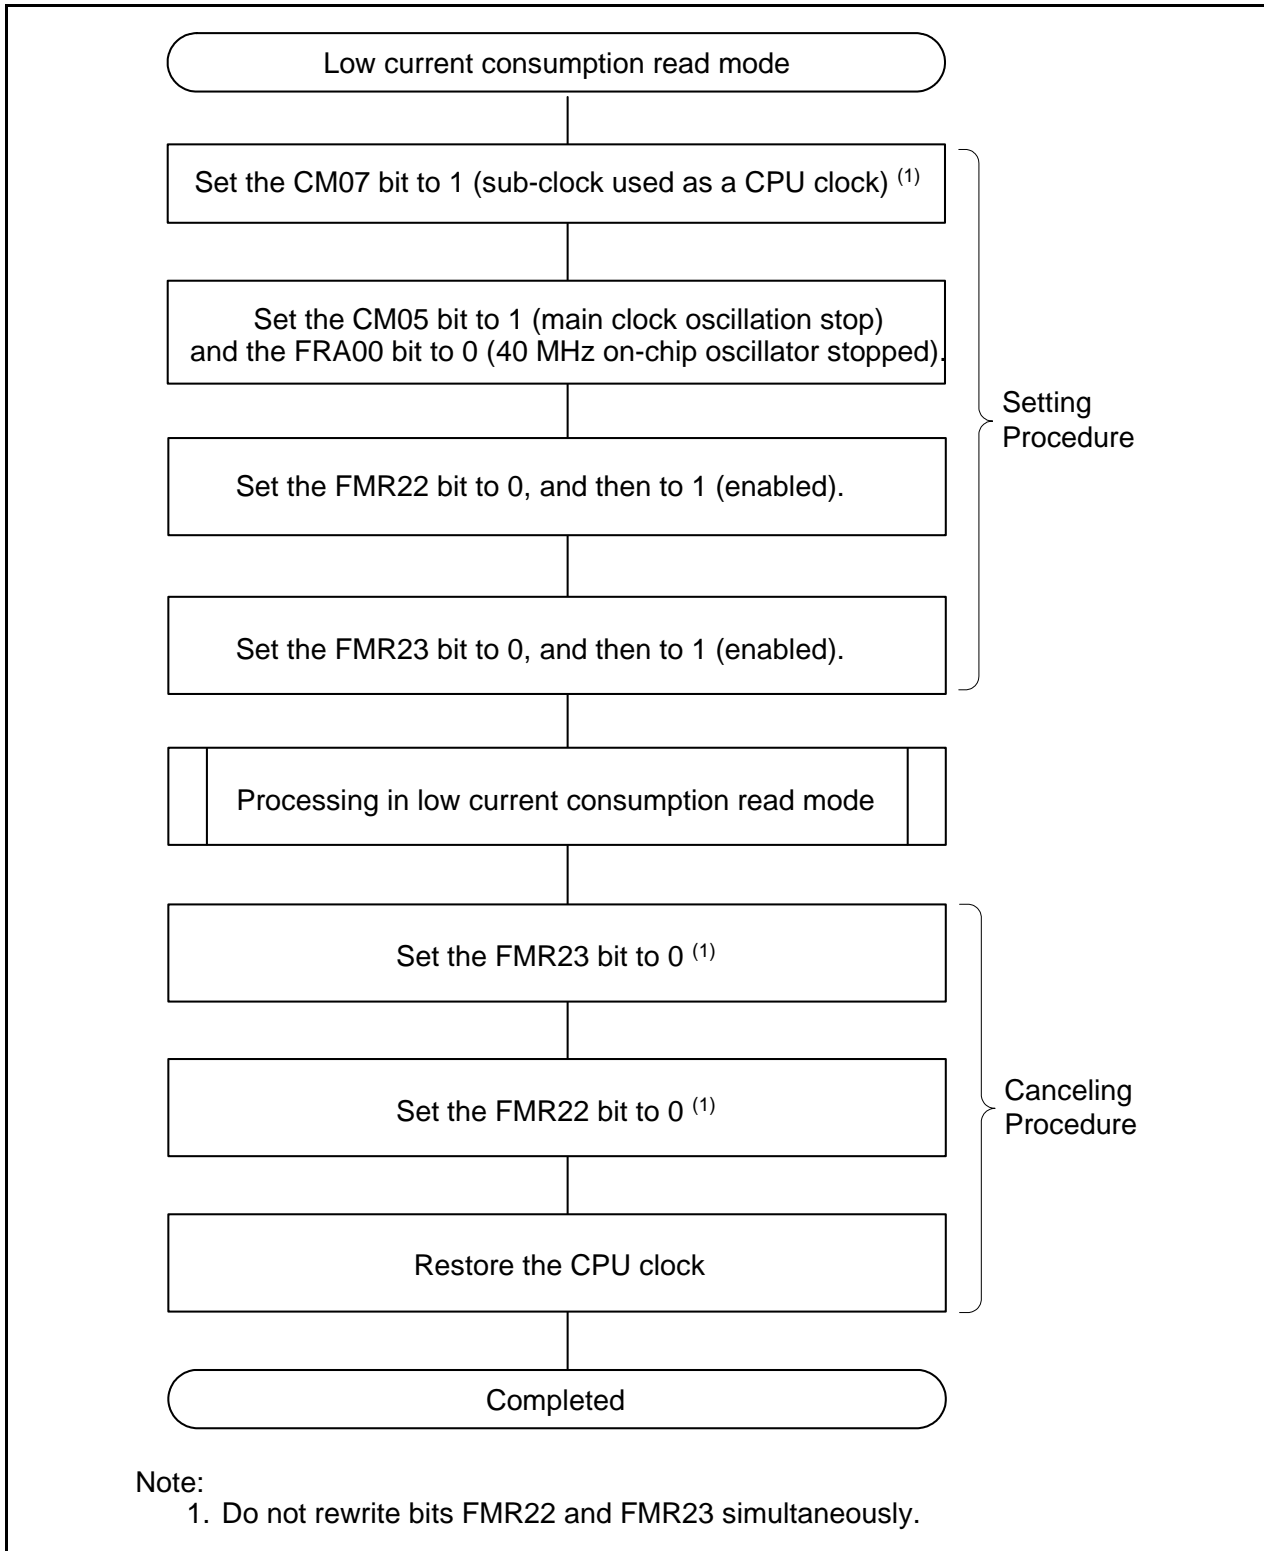 Low current consumption read mode
Set the CM07 bit to 1 (sub-clock used as a CPU clock) (1)
Set the CM05 bit to 1 (main clock oscillation stop)
and the FRA00 bit to 0 (40 MHz on-chip oscillator stopped).
Setting
Procedure
Set the FMR22 bit to 0, and then to 1 (enabled).
Set the FMR23 bit to 0, and then to 1 (enabled).
Processing in low current consumption read mode
Set the FMR23 bit to 0 (1)
Set the FMR22 bit to 0 (1)
Canceling
Procedure
Restore the CPU clock
Completed
Note:
1. Do not rewrite bits FMR22 and FMR23 simultaneously.